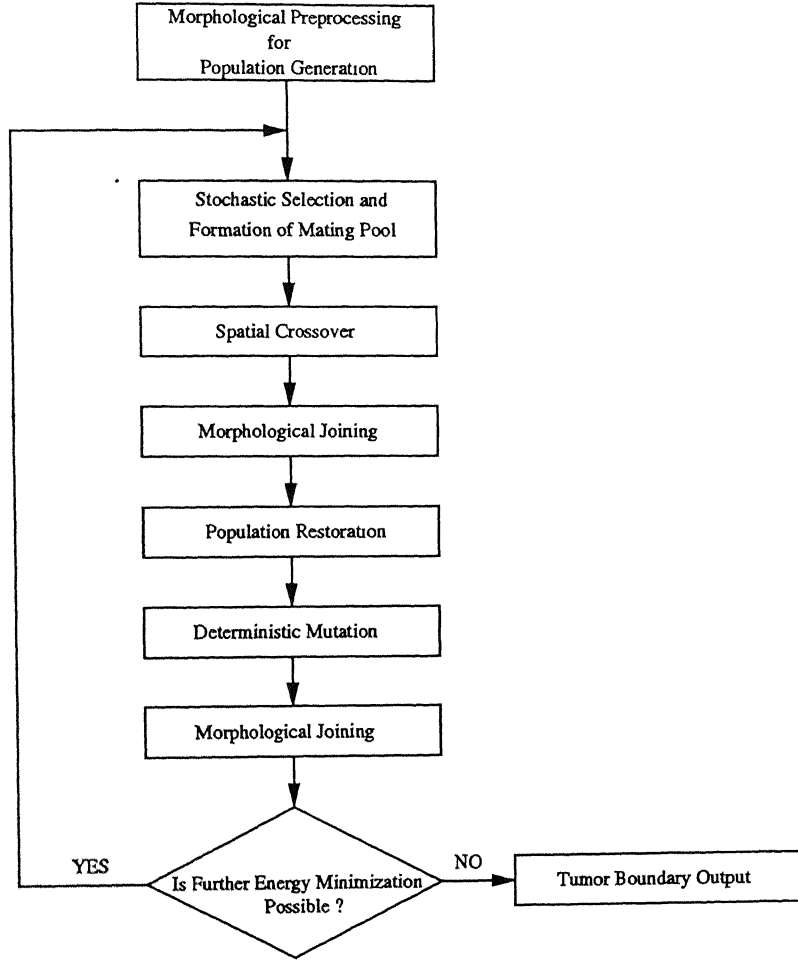 Morphological Preprocessing
for
Population Generation
Stochastic Selection and
Formation of Mating Pool
Spatial Crossover
Morphological Joining
Population Restoration
Deterministic Mutation
Morphological Joining
YES
Is Further Energy Minimization
Possible ?
NO
Tumor Boundary Output